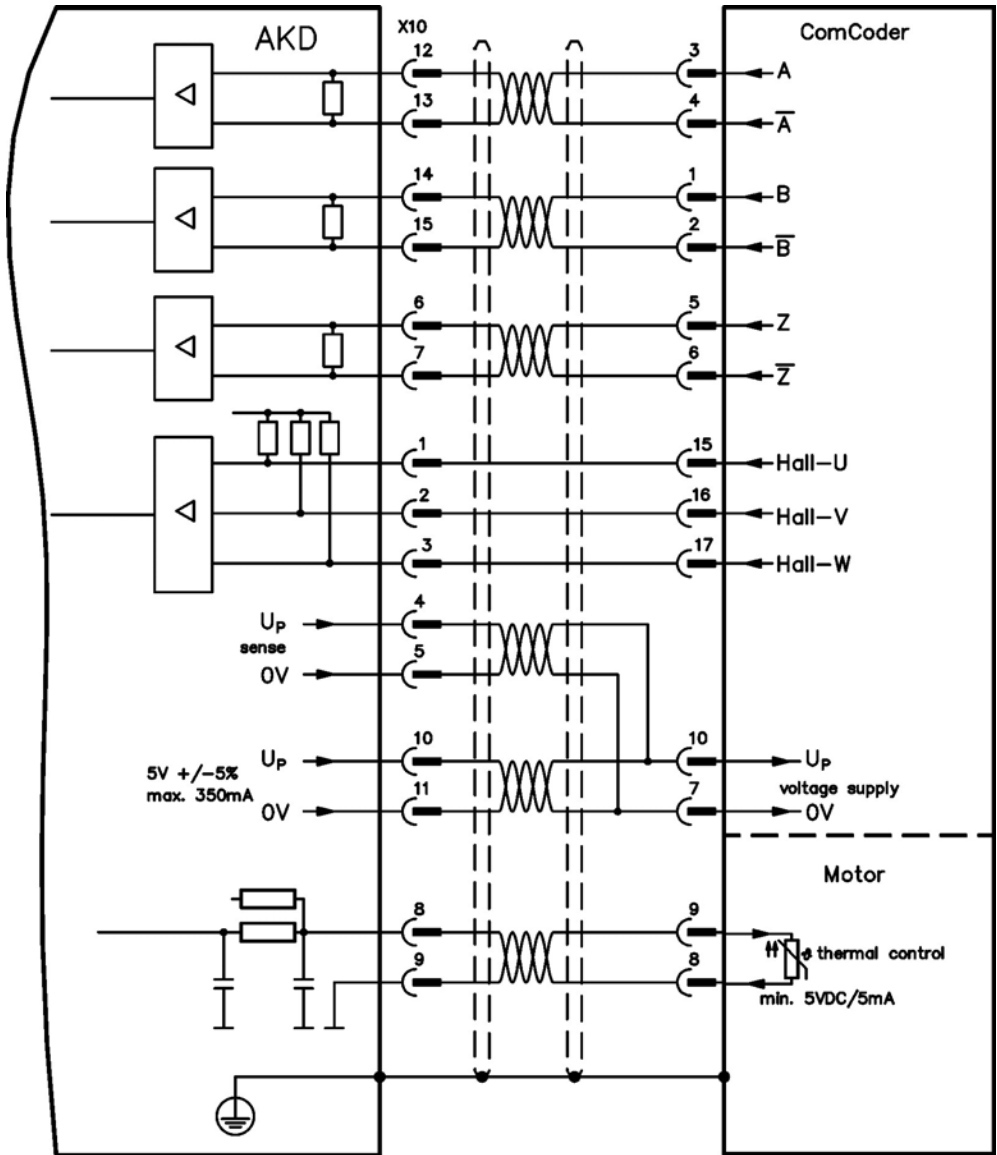 AKD
X10
ComCoder
12
3
A
13
4
A̅
14
1
B
15
2
B̅
6
5
Z
7
6
Z̅
1
15
Hall-U
2
16
Hall-V
3
17
Hall-W
UP
4
sense
0V
5
5V +/-5%
max. 350mA
UP
10
10
UP
voltage supply
0V
11
7
0V
Motor
8
9
ϑ thermal control
9
8
min. 5VDC/5mA